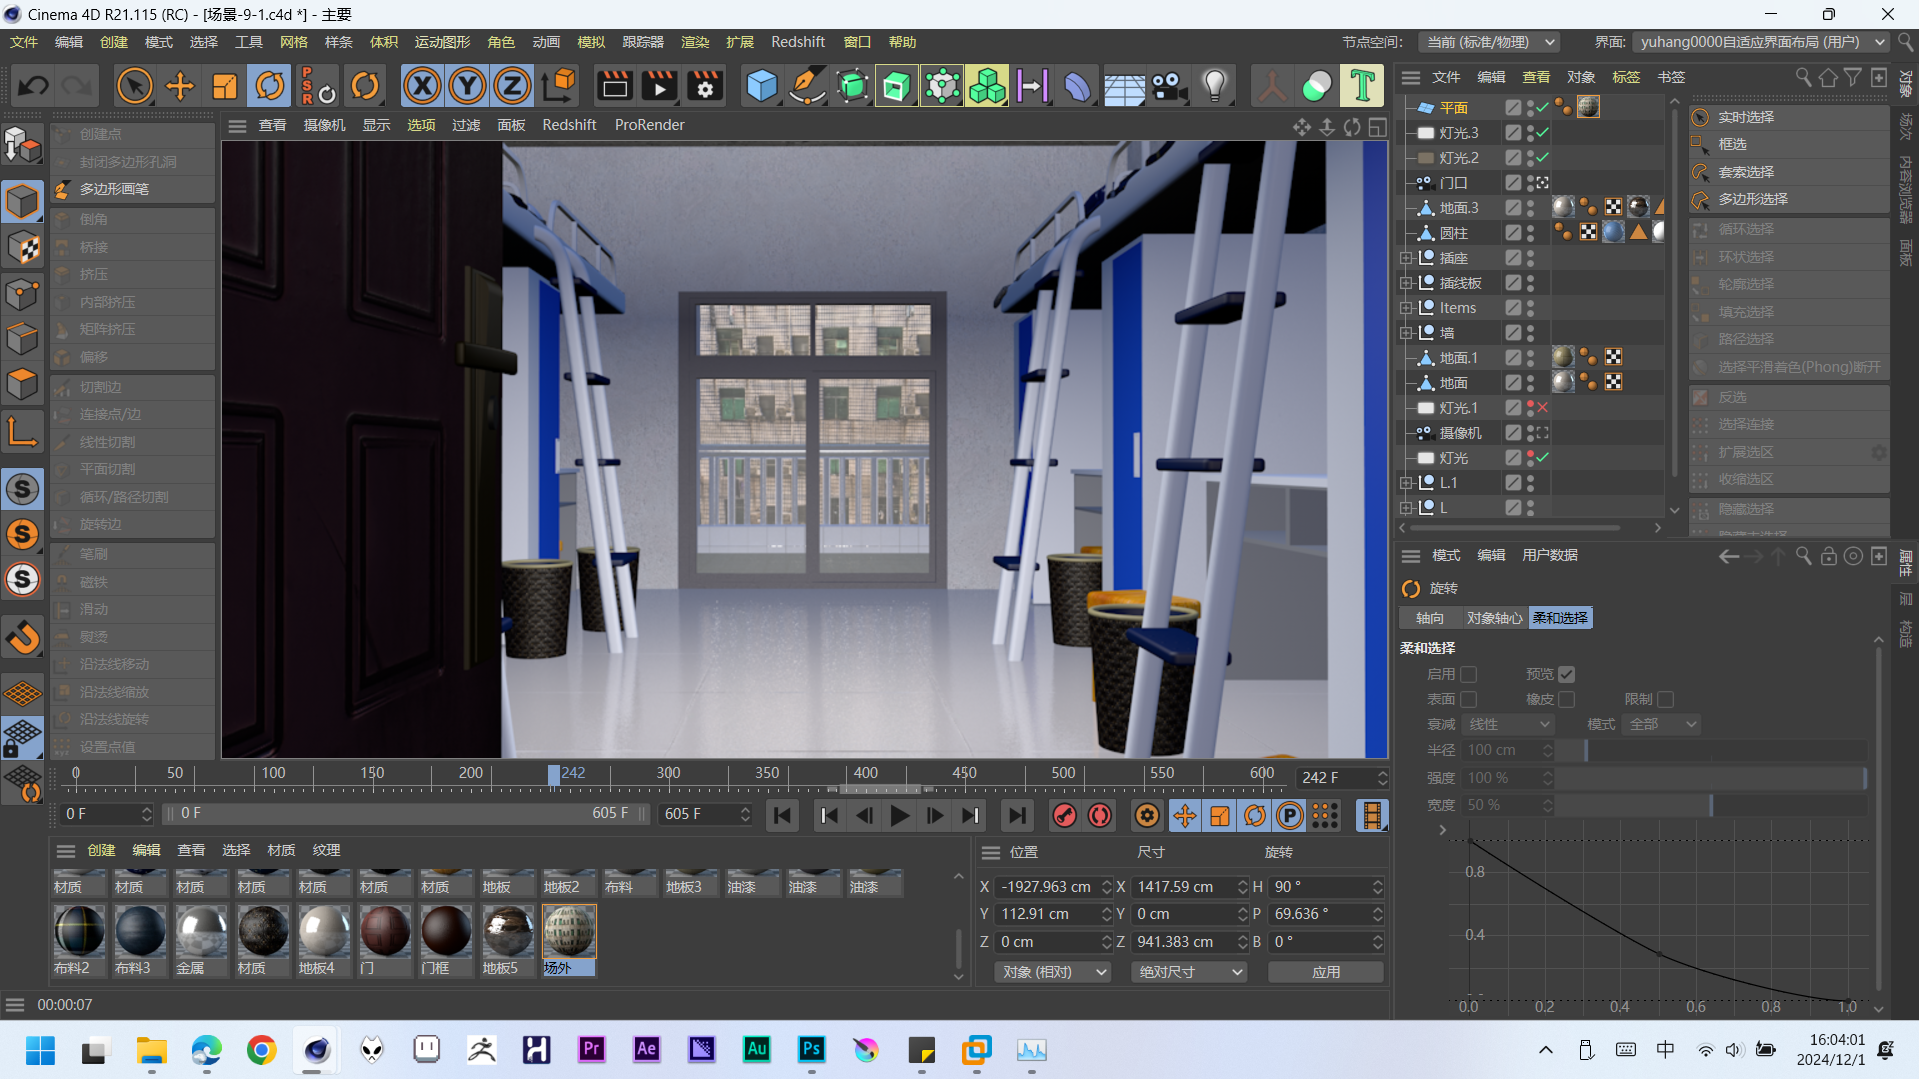 Cinema 4D R21.115 (RC) - [场景-9-1.c4d *] - 主要
文件 编辑 创建 模式 选择 工具 网格 样条 体积 运动图形 角色 动画 模拟 跟踪器 渲染 扩展 Redshift 窗口 帮助
节点空间: 当前 (标准/物理) 界面: yuhang0000自适应界面布局 (用户)
PSR X Y Z
文件 编辑 查看 对象 标签 书签
查看 摄像机 显示 选项 过滤 面板 Redshift ProRender
创建点
封闭多边形孔洞
多边形画笔
倒角
桥接
挤压
内部挤压
矩阵挤压
偏移
切割边
连接点/边
线性切割
平面切割
循环/路径切割
旋转边
笔刷
磁铁
滑动
熨烫
沿法线移动
沿法线缩放
沿法线旋转
设置点值
平面
灯光.3
灯光.2
门口
地面.3
圆柱
插座
插线板
Items
墙
地面.1
地面
灯光.1
摄像机
灯光
L.1
L
实时选择
框选
套索选择
多边形选择
循环选择
环状选择
轮廓选择
填充选择
路径选择
选择平滑着色(Phong)断开
反选
选择连接
扩展选区
收缩选区
隐藏选择
对象
场次
内容浏览器
面板
模式 编辑 用户数据
旋转
轴向 对象轴心 柔和选择
柔和选择
启用 预览
表面 橡皮 限制
衰减 线性 模式 全部
半径 100 cm
强度 100 %
宽度 50 %
0.8
0.4
0.0 0.2 0.4 0.6 0.8 1.0
属性
层
构造
0 50 100 150 200 242 300 350 400 450 500 550 600 242 F
0 F 0 F 605 F 605 F
创建 编辑 查看 选择 材质 纹理
材质 材质 材质 材质 材质 材质 材质 地板 地板2 布料 地板3 油漆 油漆 油漆
布料2 布料3 金属 材质 地板4 门 门框 地板5 场外
位置 尺寸 旋转
X -1927.963 cm X 1417.59 cm H 90 °
Y 112.91 cm Y 0 cm P 69.636 °
Z 0 cm Z 941.383 cm B 0 °
对象 (相对) 绝对尺寸 应用
00:00:07
Pr Ae Au Ps
中
16:04:01
2024/12/1